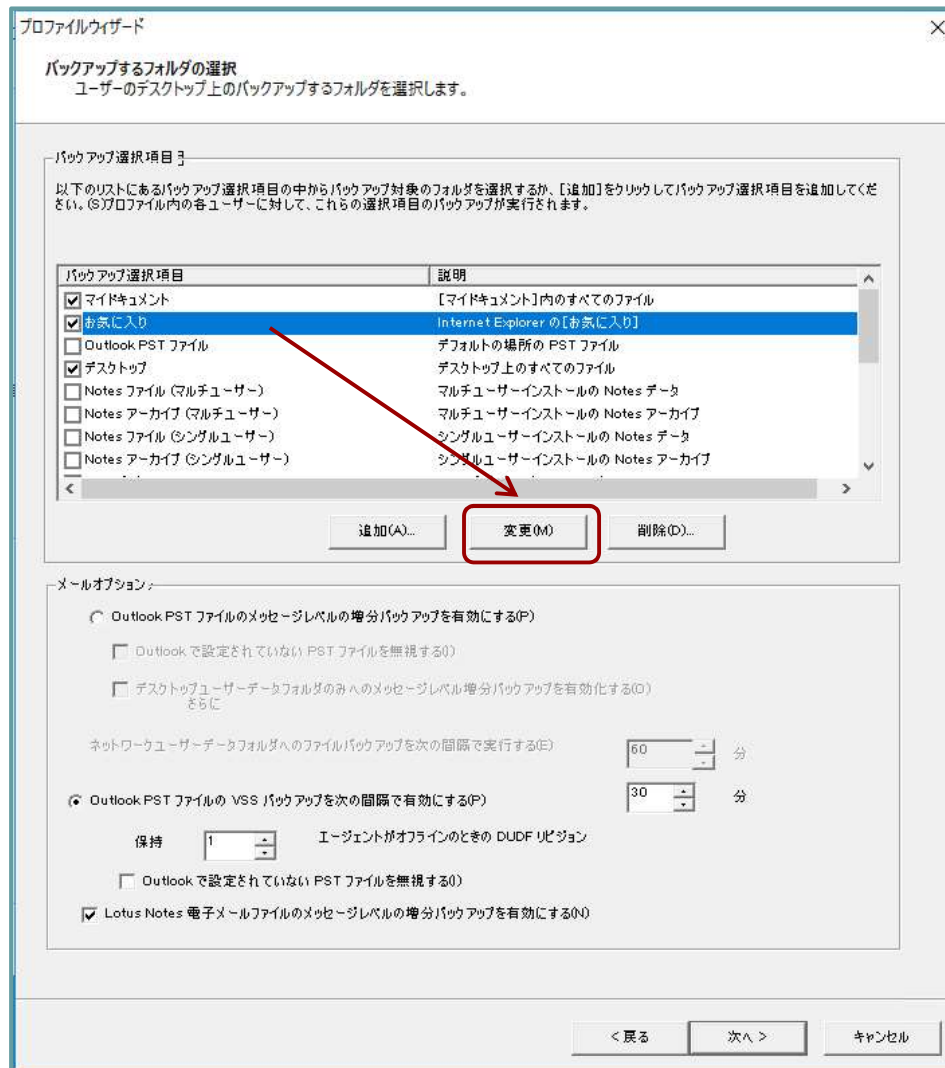 プロファイルウィザード
バックアップするフォルダの選択
ユーザーのデスクトップ上のバックアップするフォルダを選択します。
バックアップ選択項目
以下のリストにあるバックアップ選択項目の中からバックアップ対象のフォルダを選択するか、[追加]をクリックしてバックアップ選択項目を追加してくだ
さい。(S)プロファイル内の各ユーザーに対して、これらの選択項目のバックアップが実行されます。
バックアップ選択項目 説明
マイドキュメント [マイドキュメント]内のすべてのファイル
お気に入り Internet Explorer の[お気に入り]
Outlook PST ファイル デフォルトの場所の PST ファイル
デスクトップ デスクトップ上のすべてのファイル
Notes ファイル (マルチユーザー) マルチユーザーインストールの Notes データ
Notes アーカイブ (マルチユーザー) マルチユーザーインストールの Notes アーカイブ
Notes ファイル (シングルユーザー) シングルユーザーインストールの Notes データ
Notes アーカイブ (シングルユーザー) シングルユーザーインストールの Notes アーカイブ
追加(A)... 変更(M) 削除(D)...
メールオプション
Outlook PST ファイルのメッセージレベルの増分バックアップを有効にする(P)
Outlook で設定されていない PST ファイルを無視する(I)
デスクトップユーザーデータフォルダのみへのメッセージレベル増分バックアップを有効化する(O)
さらに
ネットワークユーザーデータフォルダへのファイルバックアップを次の間隔で実行する(E) 60 分
Outlook PST ファイルの VSS バックアップを次の間隔で有効にする(P) 30 分
保持 1 エージェントがオフラインのときの DUDF リビジョン
Outlook で設定されていない PST ファイルを無視する(I)
Lotus Notes 電子メールファイルのメッセージレベルの増分バックアップを有効にする(N)
< 戻る 次へ > キャンセル